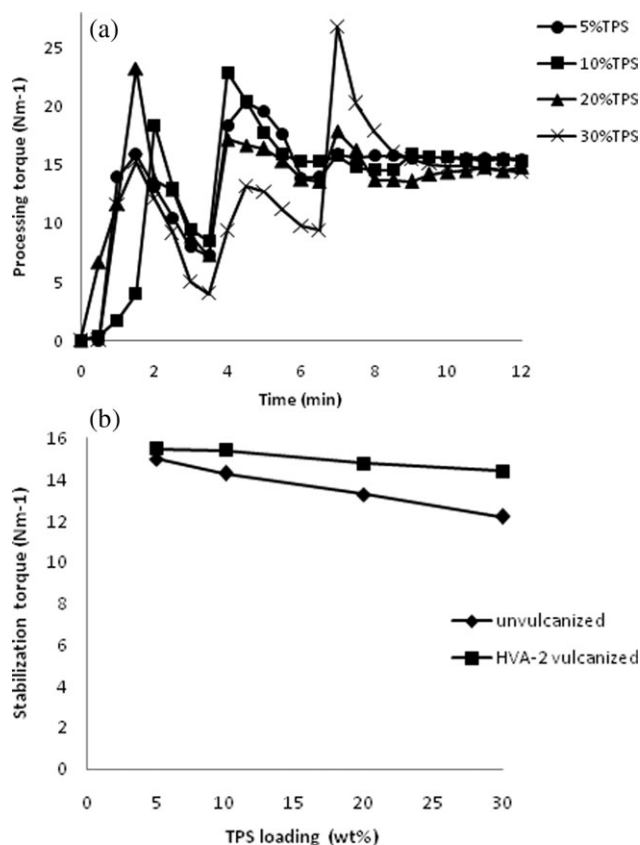 (a)
Processing torque (Nm-1)
25
20
15
10
5
0
0 2 4 6 8 10 12
Time (min)
5%TPS
10%TPS
20%TPS
30%TPS
(b)
Stabilization torque (Nm-1)
16
14
12
10
8
6
4
2
0
0 5 10 15 20 25 30
TPS loading (wt%)
unvulcanized
HVA-2 vulcanized